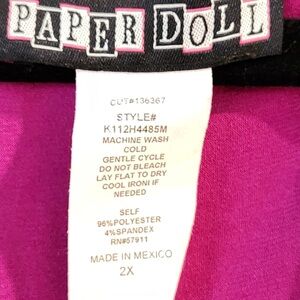 PAPER DOLL
CUT#136367
STYLE#
K112H4485M
MACHINE WASH
COLD
GENTLE CYCLE
DO NOT BLEACH
LAY FLAT TO DRY
COOL IRON IF
NEEDED
SELF
96%POLYESTER
4%SPANDEX
RN#57911
MADE IN MEXICO
2X